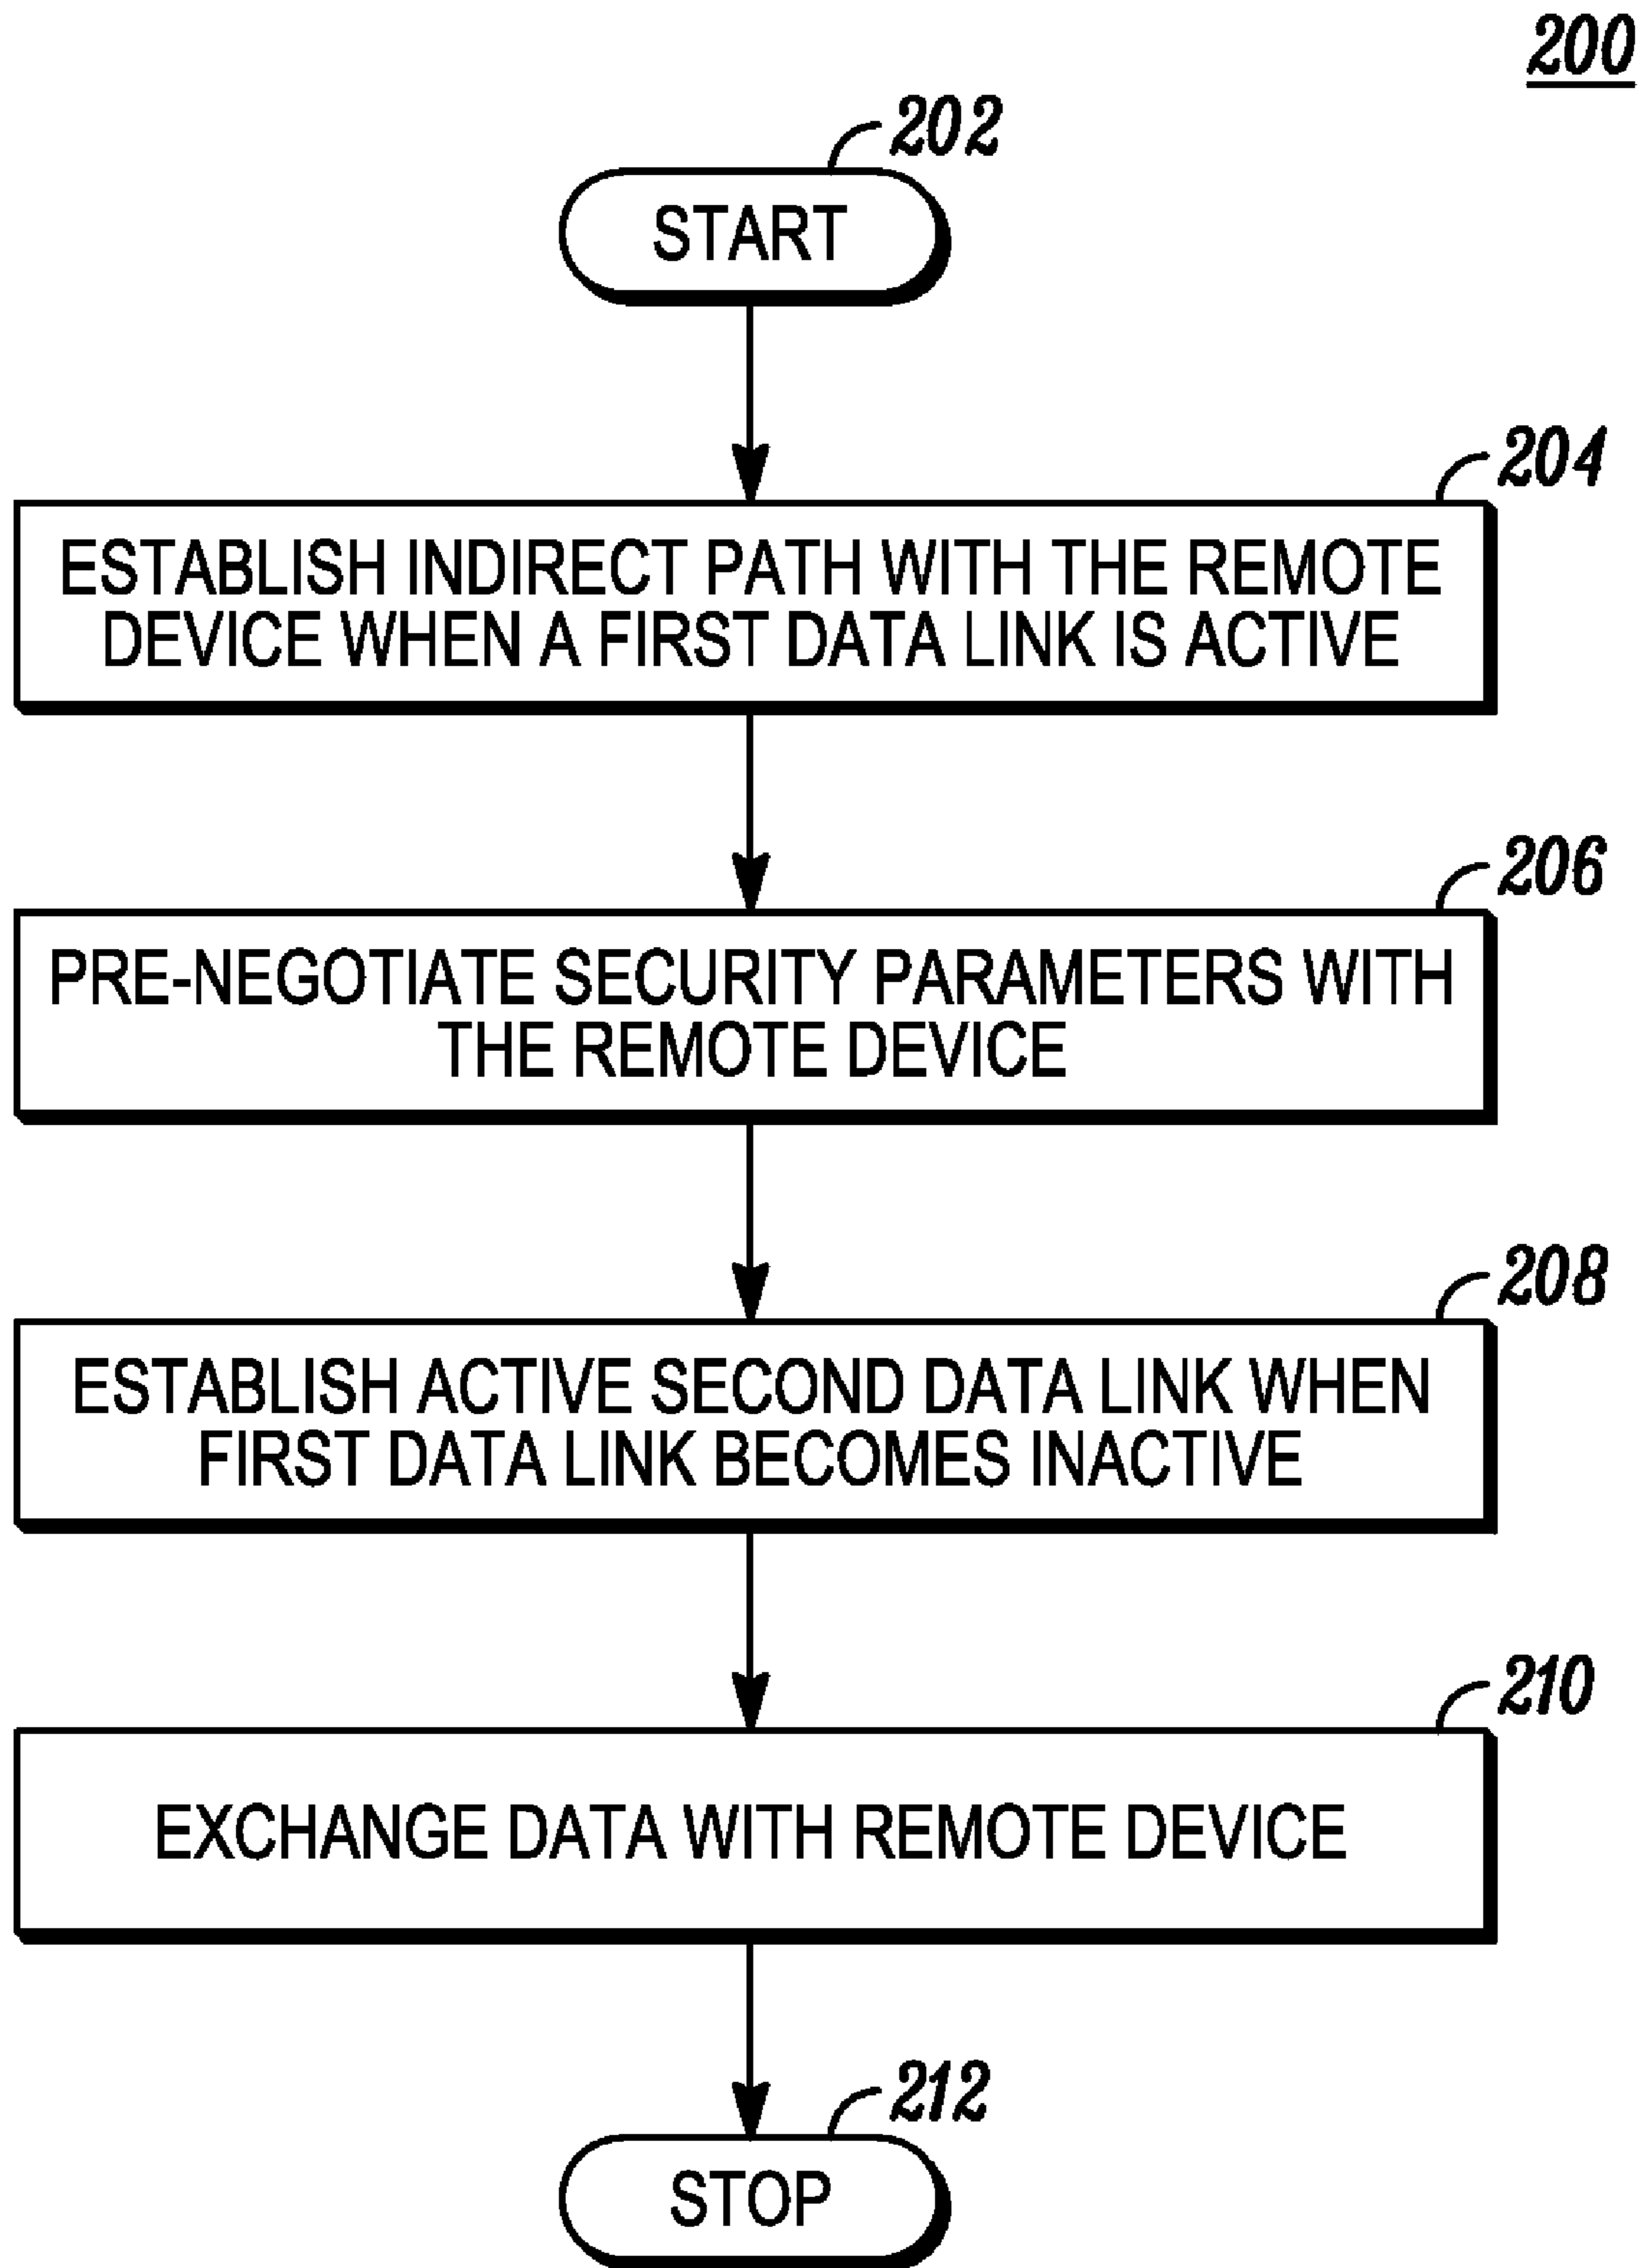 200
202
START
204
ESTABLISH INDIRECT PATH WITH THE REMOTE
DEVICE WHEN A FIRST DATA LINK IS ACTIVE
206
PRE-NEGOTIATE SECURITY PARAMETERS WITH
THE REMOTE DEVICE
208
ESTABLISH ACTIVE SECOND DATA LINK WHEN
FIRST DATA LINK BECOMES INACTIVE
210
EXCHANGE DATA WITH REMOTE DEVICE
212
STOP